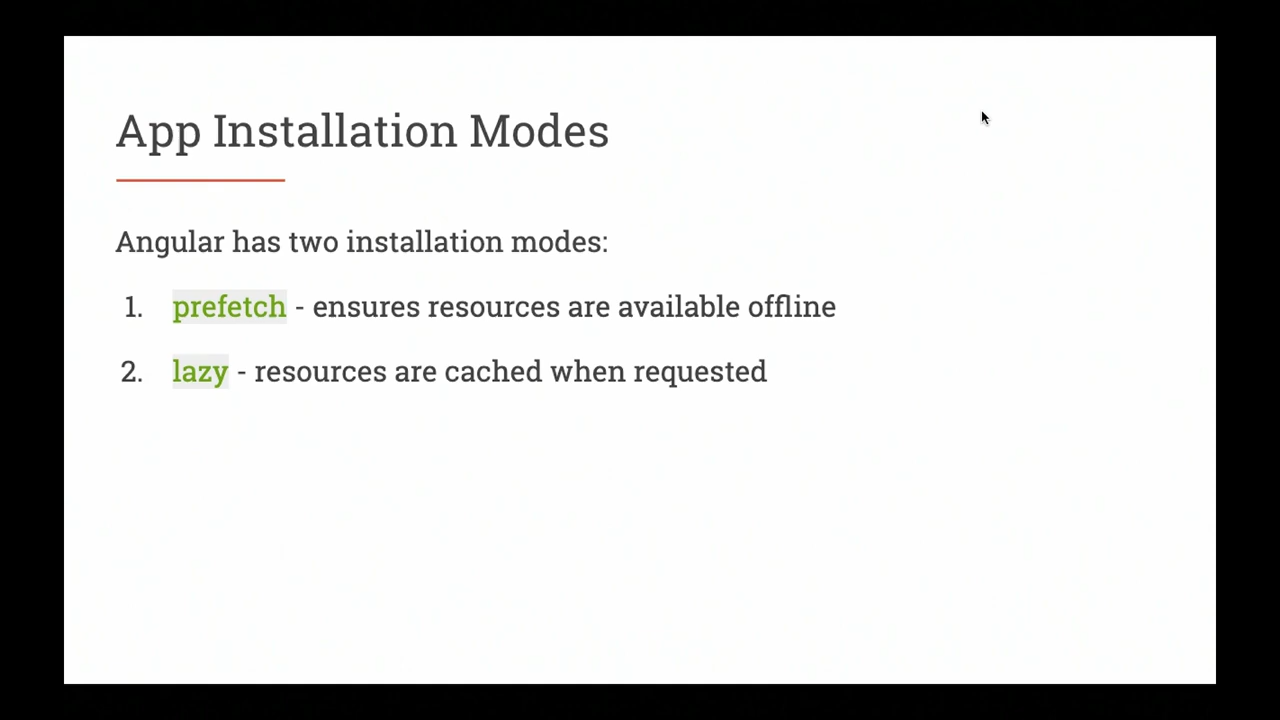 App Installation Modes
Angular has two installation modes:
1. prefetch - ensures resources are available offline
2. lazy - resources are cached when requested